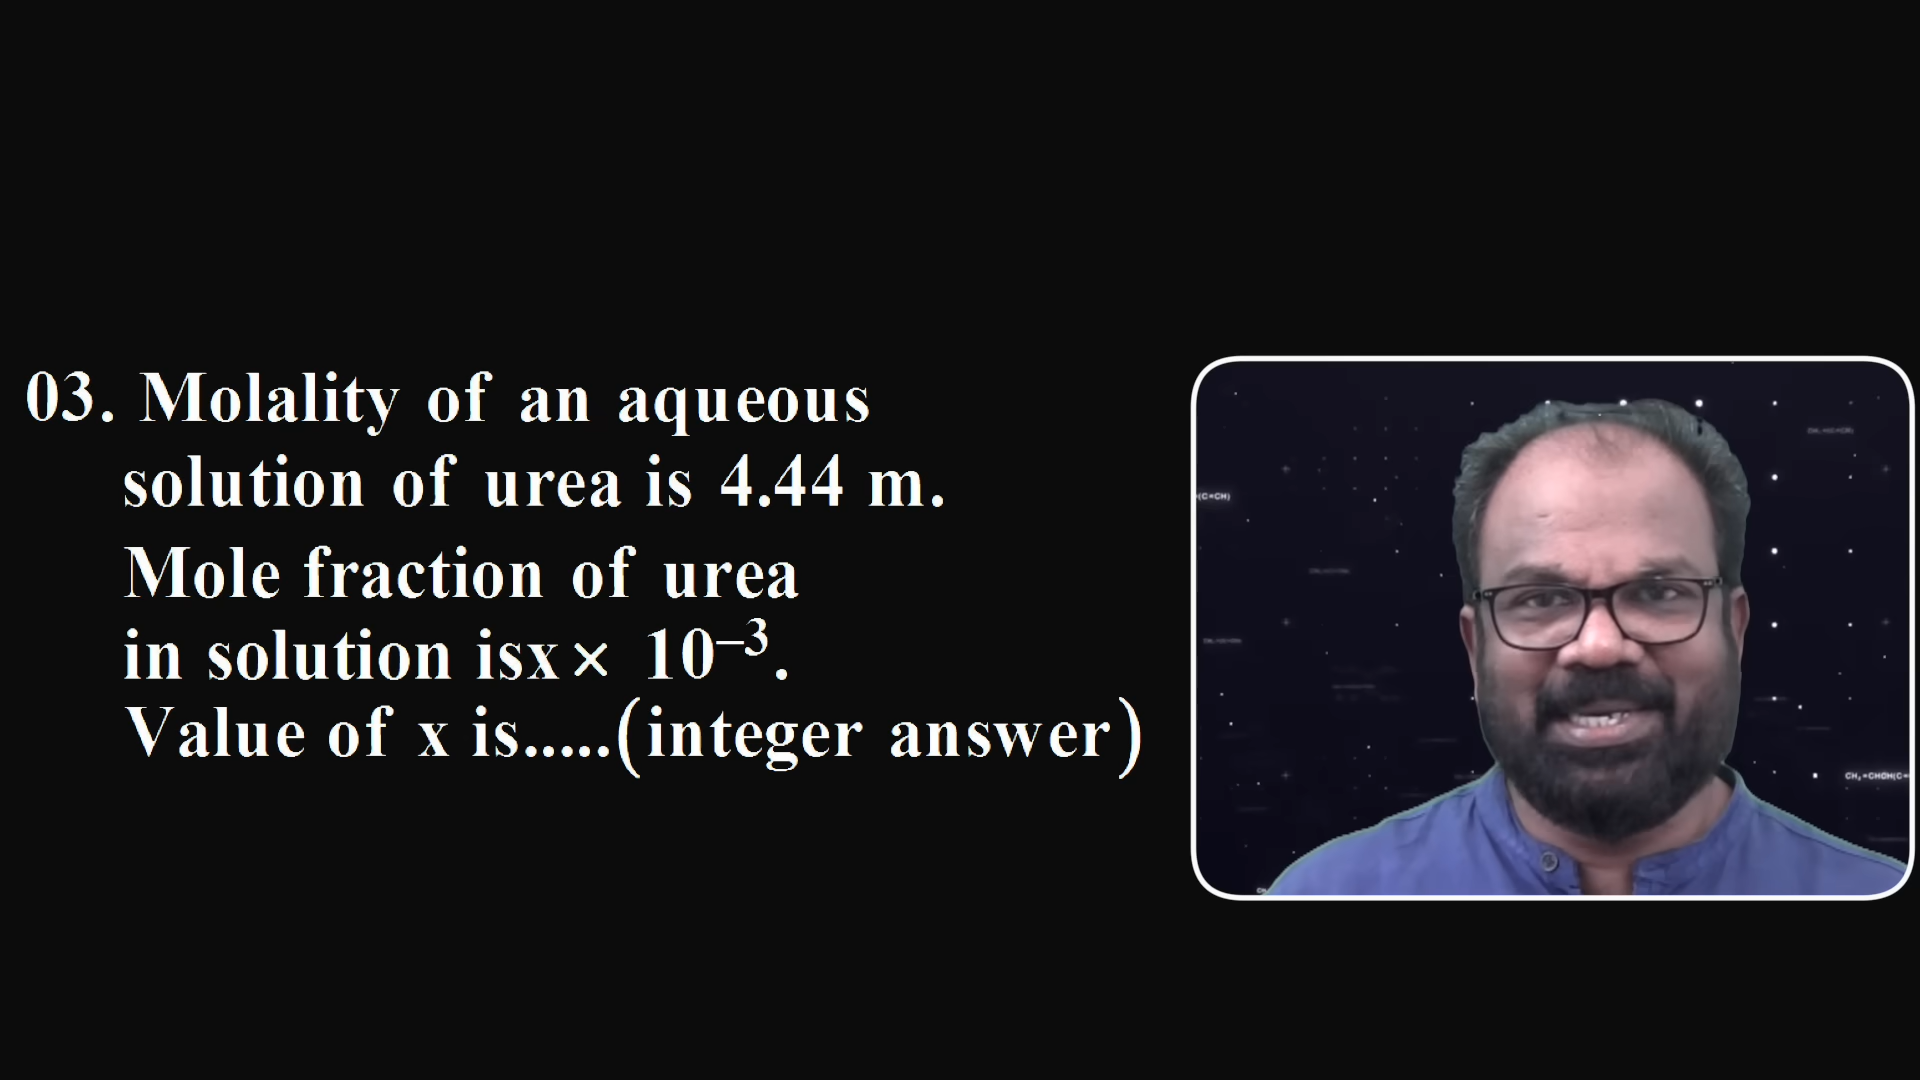 03. Molality of an aqueous
solution of urea is 4.44 m.
Mole fraction of urea
in solution isx× 10⁻³.
Value of x is.....(integer answer)
(C=CH)